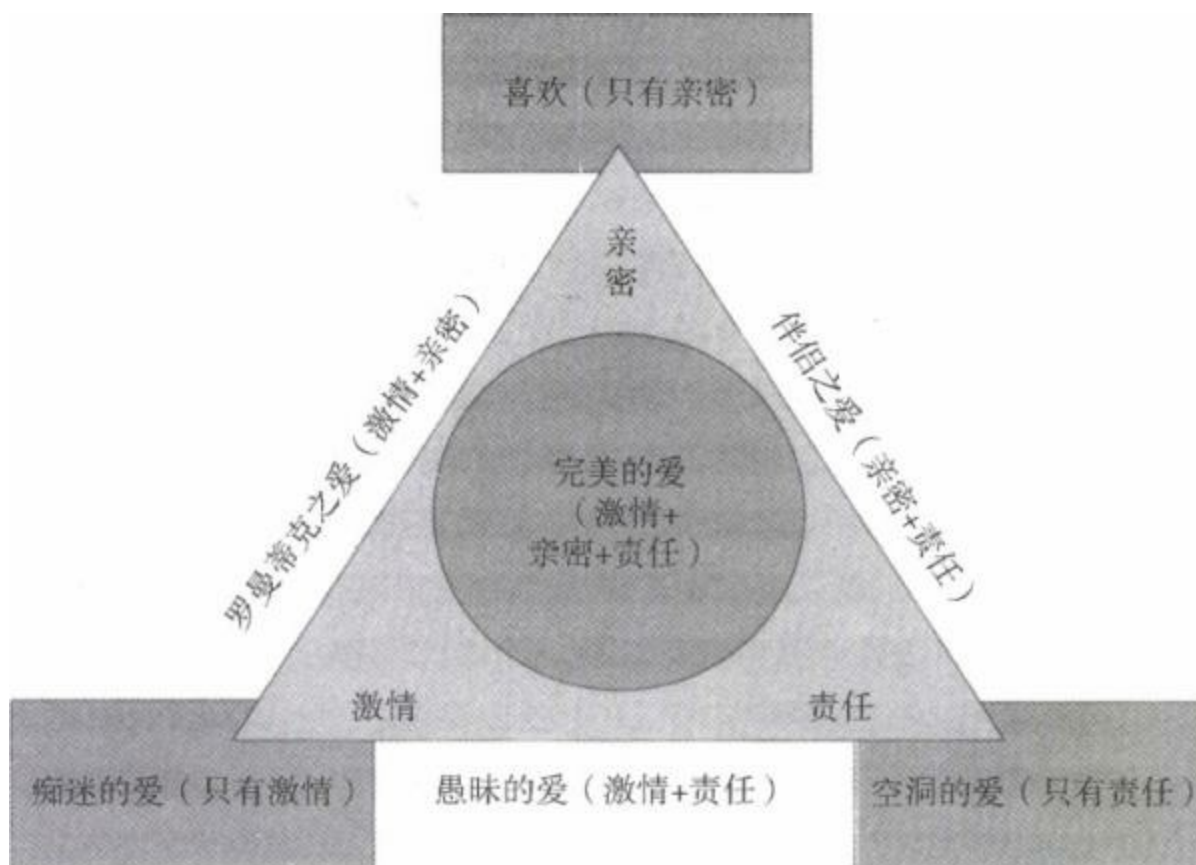 喜欢（只有亲密）
亲
密
罗曼蒂克之爱（激情+亲密）
伴侣之爱（亲密+责任）
完美的爱
（激情+
亲密+责任）
激情
责任
痴迷的爱（只有激情）
愚昧的爱（激情+责任）
空洞的爱（只有责任）